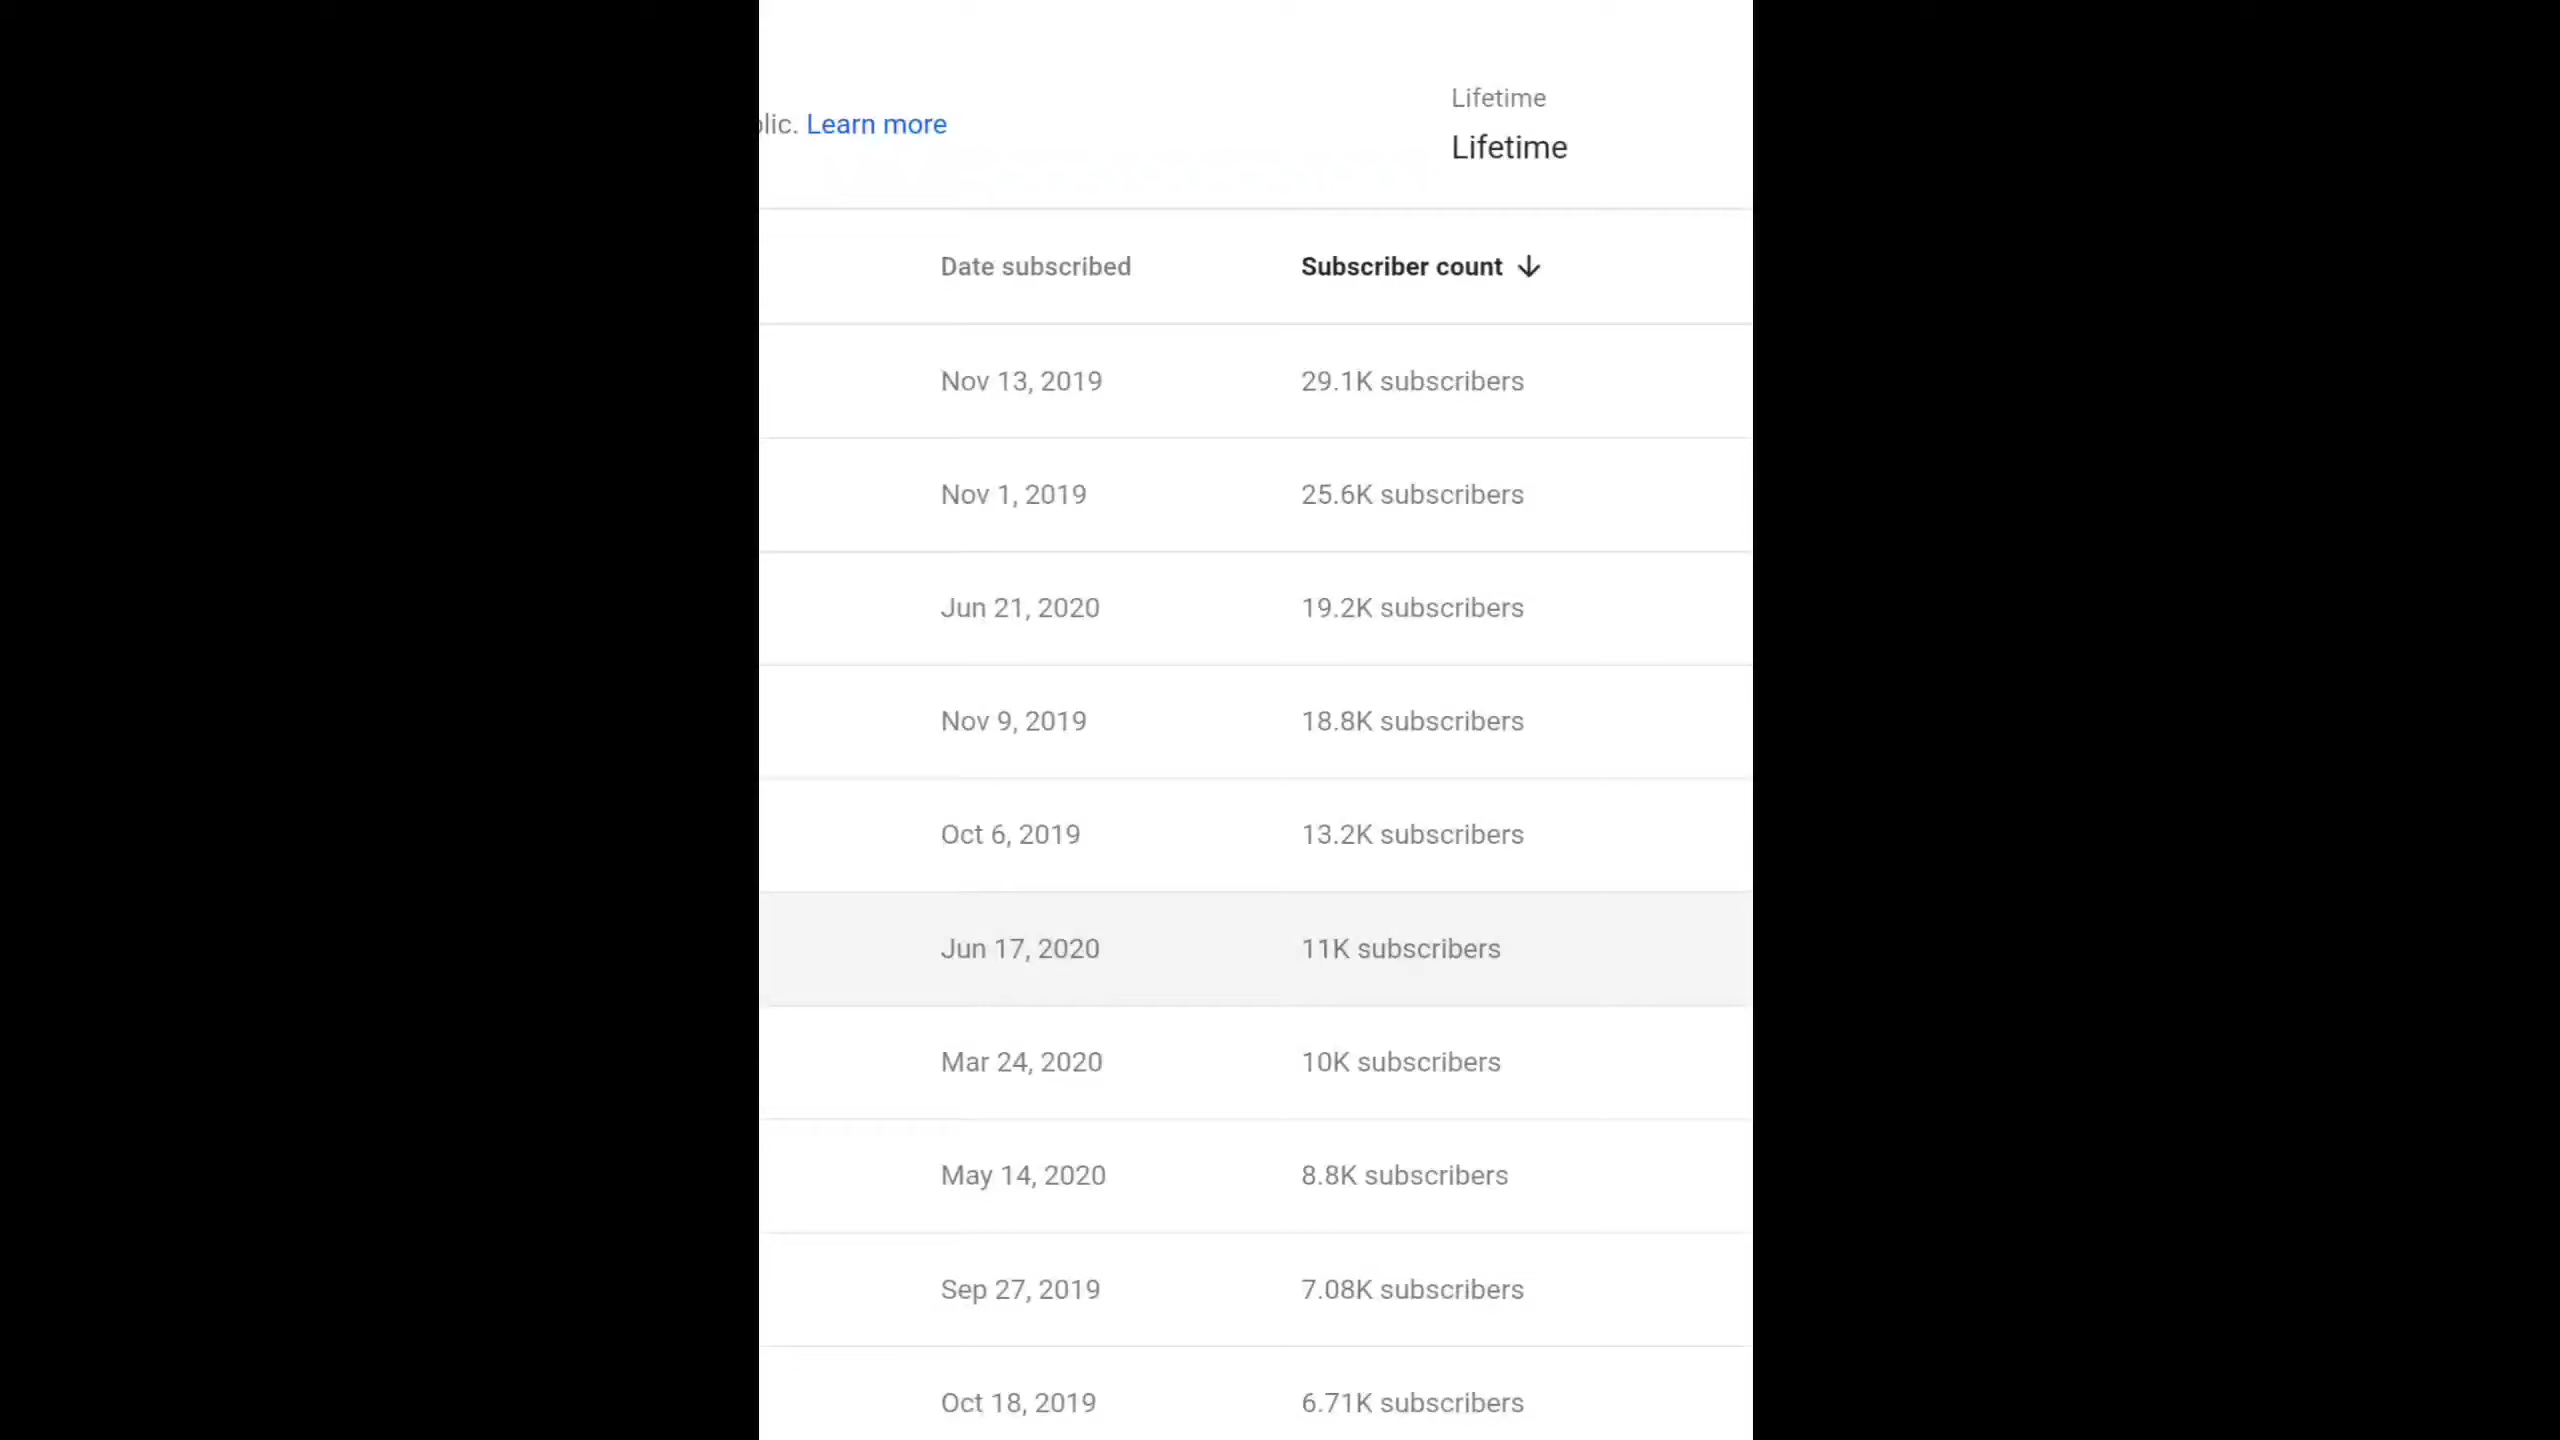 Lifetime
lic. Learn more
Lifetime
Date subscribed Subscriber count
Nov 13, 2019 29.1K subscribers
Nov 1, 2019 25.6K subscribers
Jun 21, 2020 19.2K subscribers
Nov 9, 2019 18.8K subscribers
Oct 6, 2019 13.2K subscribers
Jun 17, 2020 11K subscribers
Mar 24, 2020 10K subscribers
May 14, 2020 8.8K subscribers
Sep 27, 2019 7.08K subscribers
Oct 18, 2019 6.71K subscribers